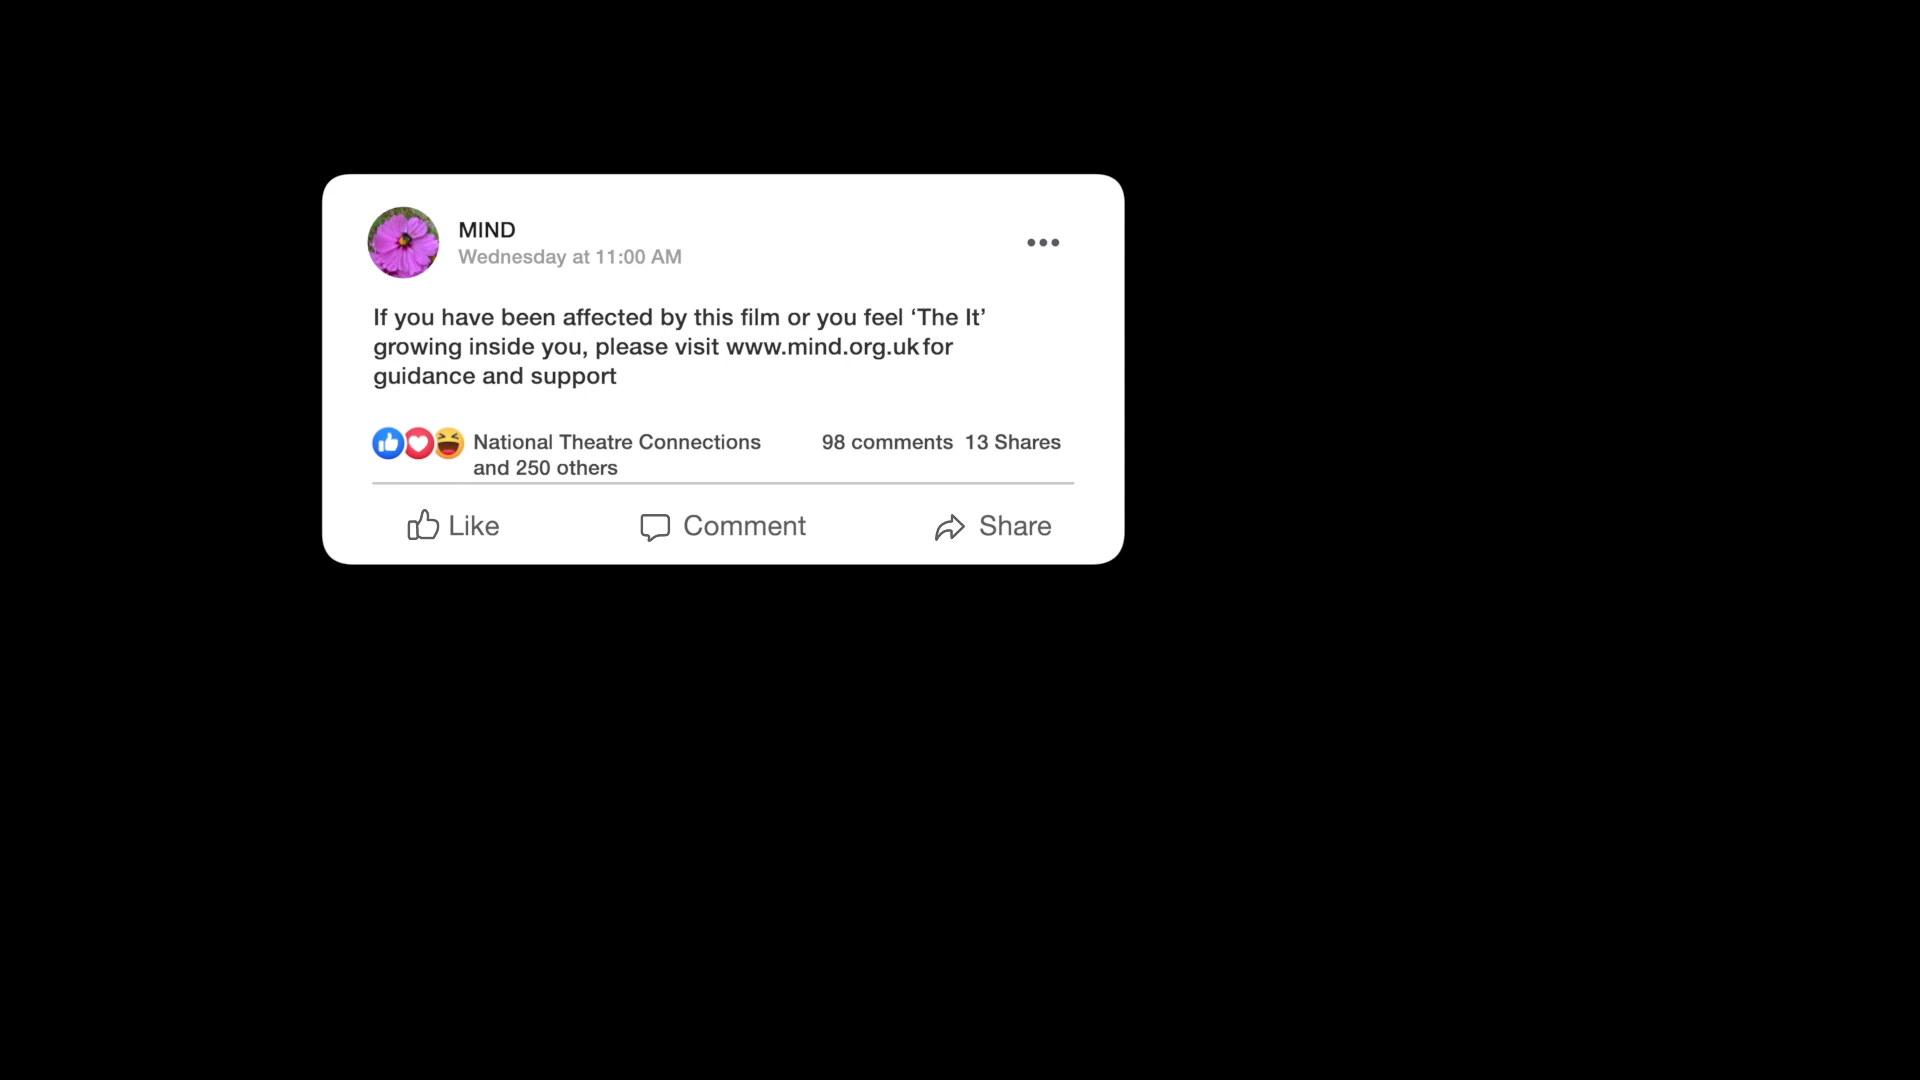 MIND
Wednesday at 11:00 AM
If you have been affected by this film or you feel ‘The It’
growing inside you, please visit www.mind.org.uk for
guidance and support
National Theatre Connections
and 250 others
98 comments 13 Shares
Like
Comment
Share